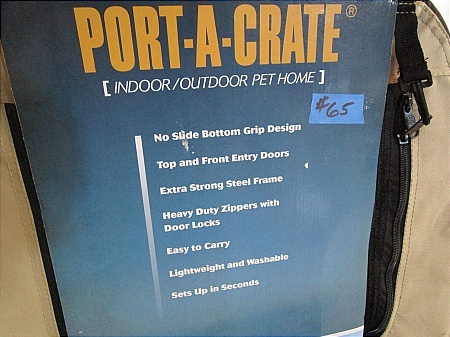 PORT-A-CRATE®
[ INDOOR/OUTDOOR PET HOME ]
$65
No Slide Bottom Grip Design
Top and Front Entry Doors
Extra Strong Steel Frame
Heavy Duty Zippers with
Door Locks
Easy to Carry
Lightweight and Washable
Sets Up in Seconds